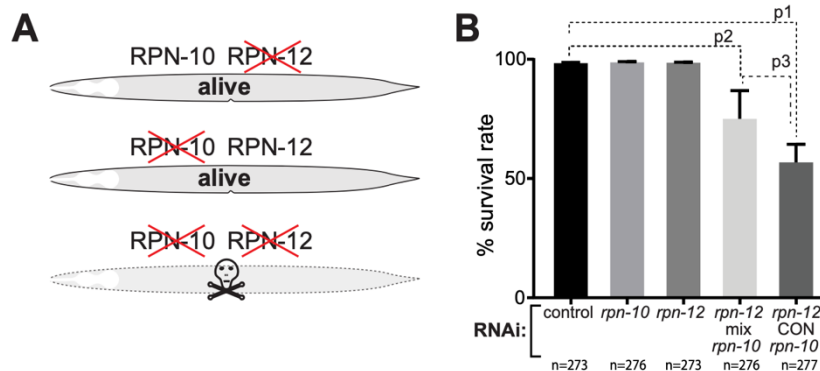 A
RPN-10 RPN-12
alive
RPN-10 RPN-12
alive
RPN-10 RPN-12
B
p1
p2
p3
% survival rate
100
50
0
RNAi:
control
rpn-10
rpn-12
rpn-12
mix
rpn-10
rpn-12
CON
rpn-10
n=273 n=276 n=273 n=276 n=277